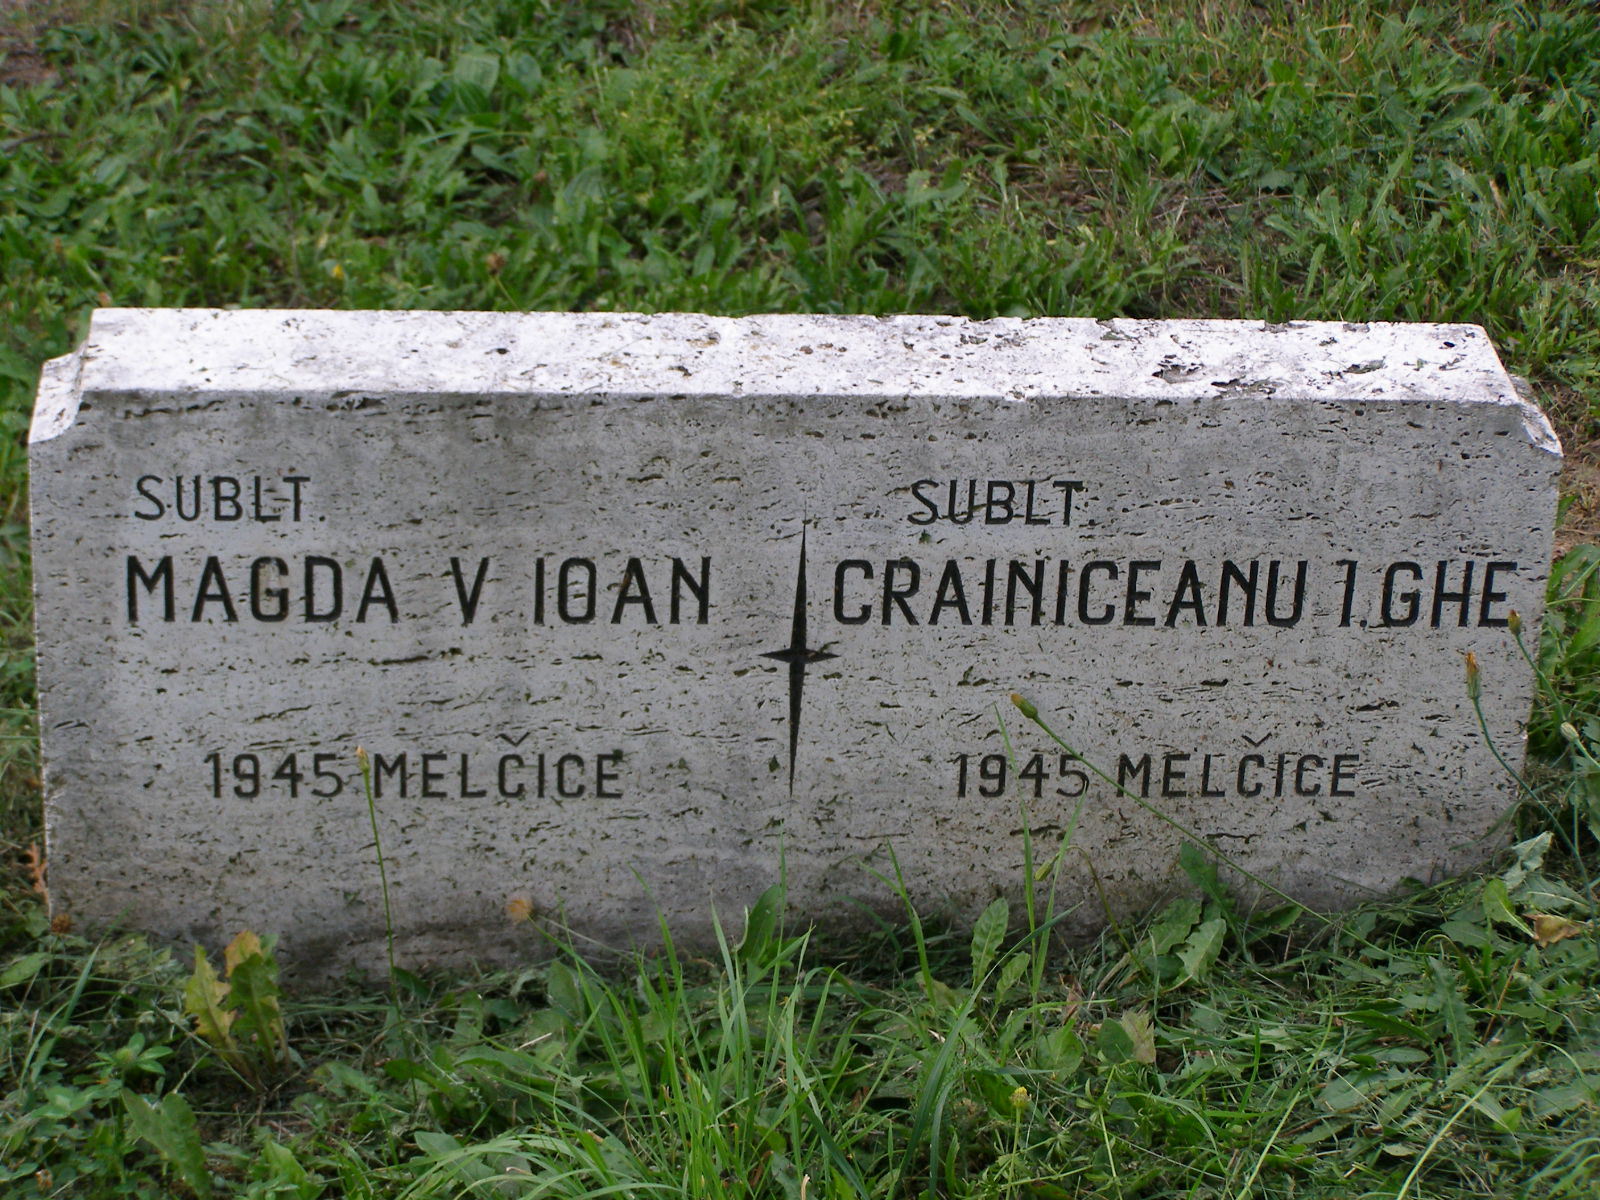 SUBLT.
MAGDA V IOAN
1945 MELČICE
SUBLT.
CRAINICEANU I. GHE
1945 MELČICE